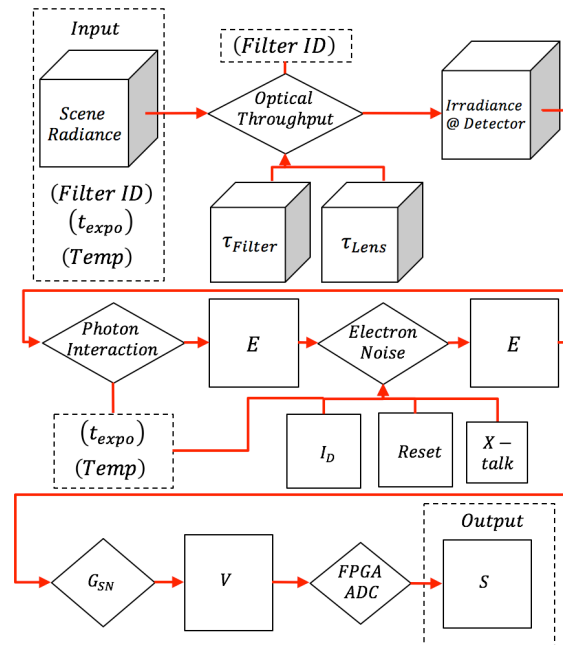 Input
(Filter ID)
Scene
Radiance
Optical
Throughput
Irradiance
@ Detector
(Filter ID)
(t_expo)
(Temp)
τ_Filter
τ_Lens
Photon
Interaction
E
Electron
Noise
E
(t_expo)
(Temp)
I_D
Reset
X −
talk
Output
G_SN
V
FPGA
ADC
S